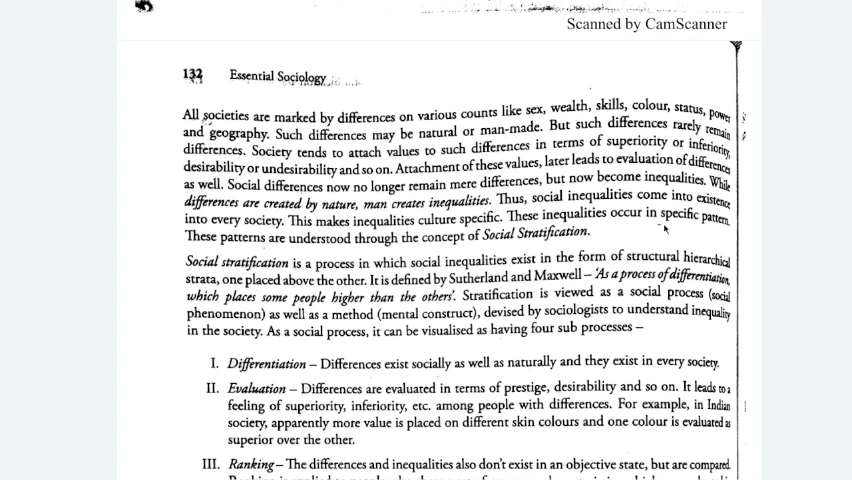 Scanned by CamScanner
132 Essential Sociology
All societies are marked by differences on various counts like sex, wealth, skills, colour, status, power
and geography. Such differences may be natural or man-made. But such differences rarely remain
differences. Society tends to attach values to such differences in terms of superiority or inferiority,
desirability or undesirability and so on. Attachment of these values, later leads to evaluation of differences
as well. Social differences now no longer remain mere differences, but now become inequalities. While
differences are created by nature, man creates inequalities. Thus, social inequalities come into existence
into every society. This makes inequalities culture specific. These inequalities occur in specific pattern.
These patterns are understood through the concept of Social Stratification.
Social stratification is a process in which social inequalities exist in the form of structural hierarchical
strata, one placed above the other. It is defined by Sutherland and Maxwell – 'As a process of differentiation,
which places some people higher than the others'. Stratification is viewed as a social process (social
phenomenon) as well as a method (mental construct), devised by sociologists to understand inequality
in the society. As a social process, it can be visualised as having four sub processes –
I. Differentiation – Differences exist socially as well as naturally and they exist in every society.
II. Evaluation – Differences are evaluated in terms of prestige, desirability and so on. It leads to a
feeling of superiority, inferiority, etc. among people with differences. For example, in Indian
society, apparently more value is placed on different skin colours and one colour is evaluated as
superior over the other.
III. Ranking – The differences and inequalities also don't exist in an objective state, but are compared.